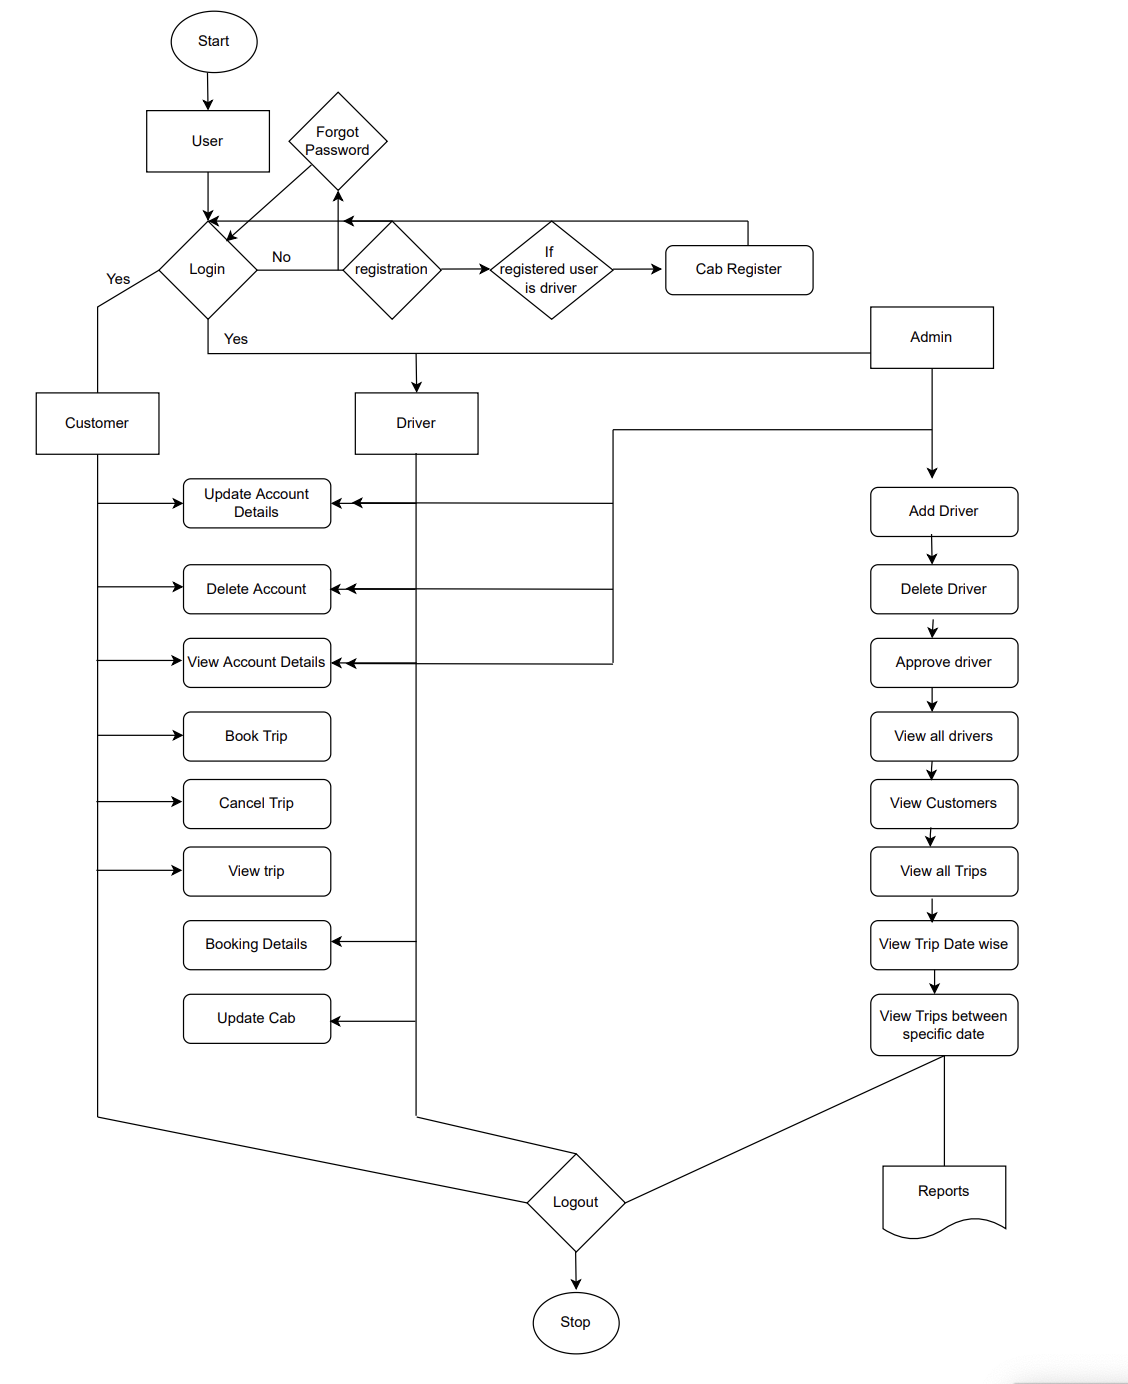 Start
User
Forgot
Password
Login
No
Yes
registration
If
registered user
is driver
Cab Register
Yes
Admin
Customer
Driver
Update Account
Details
Add Driver
Delete Account
Delete Driver
View Account Details
Approve driver
Book Trip
View all drivers
Cancel Trip
View Customers
View trip
View all Trips
Booking Details
View Trip Date wise
Update Cab
View Trips between
specific date
Logout
Reports
Stop